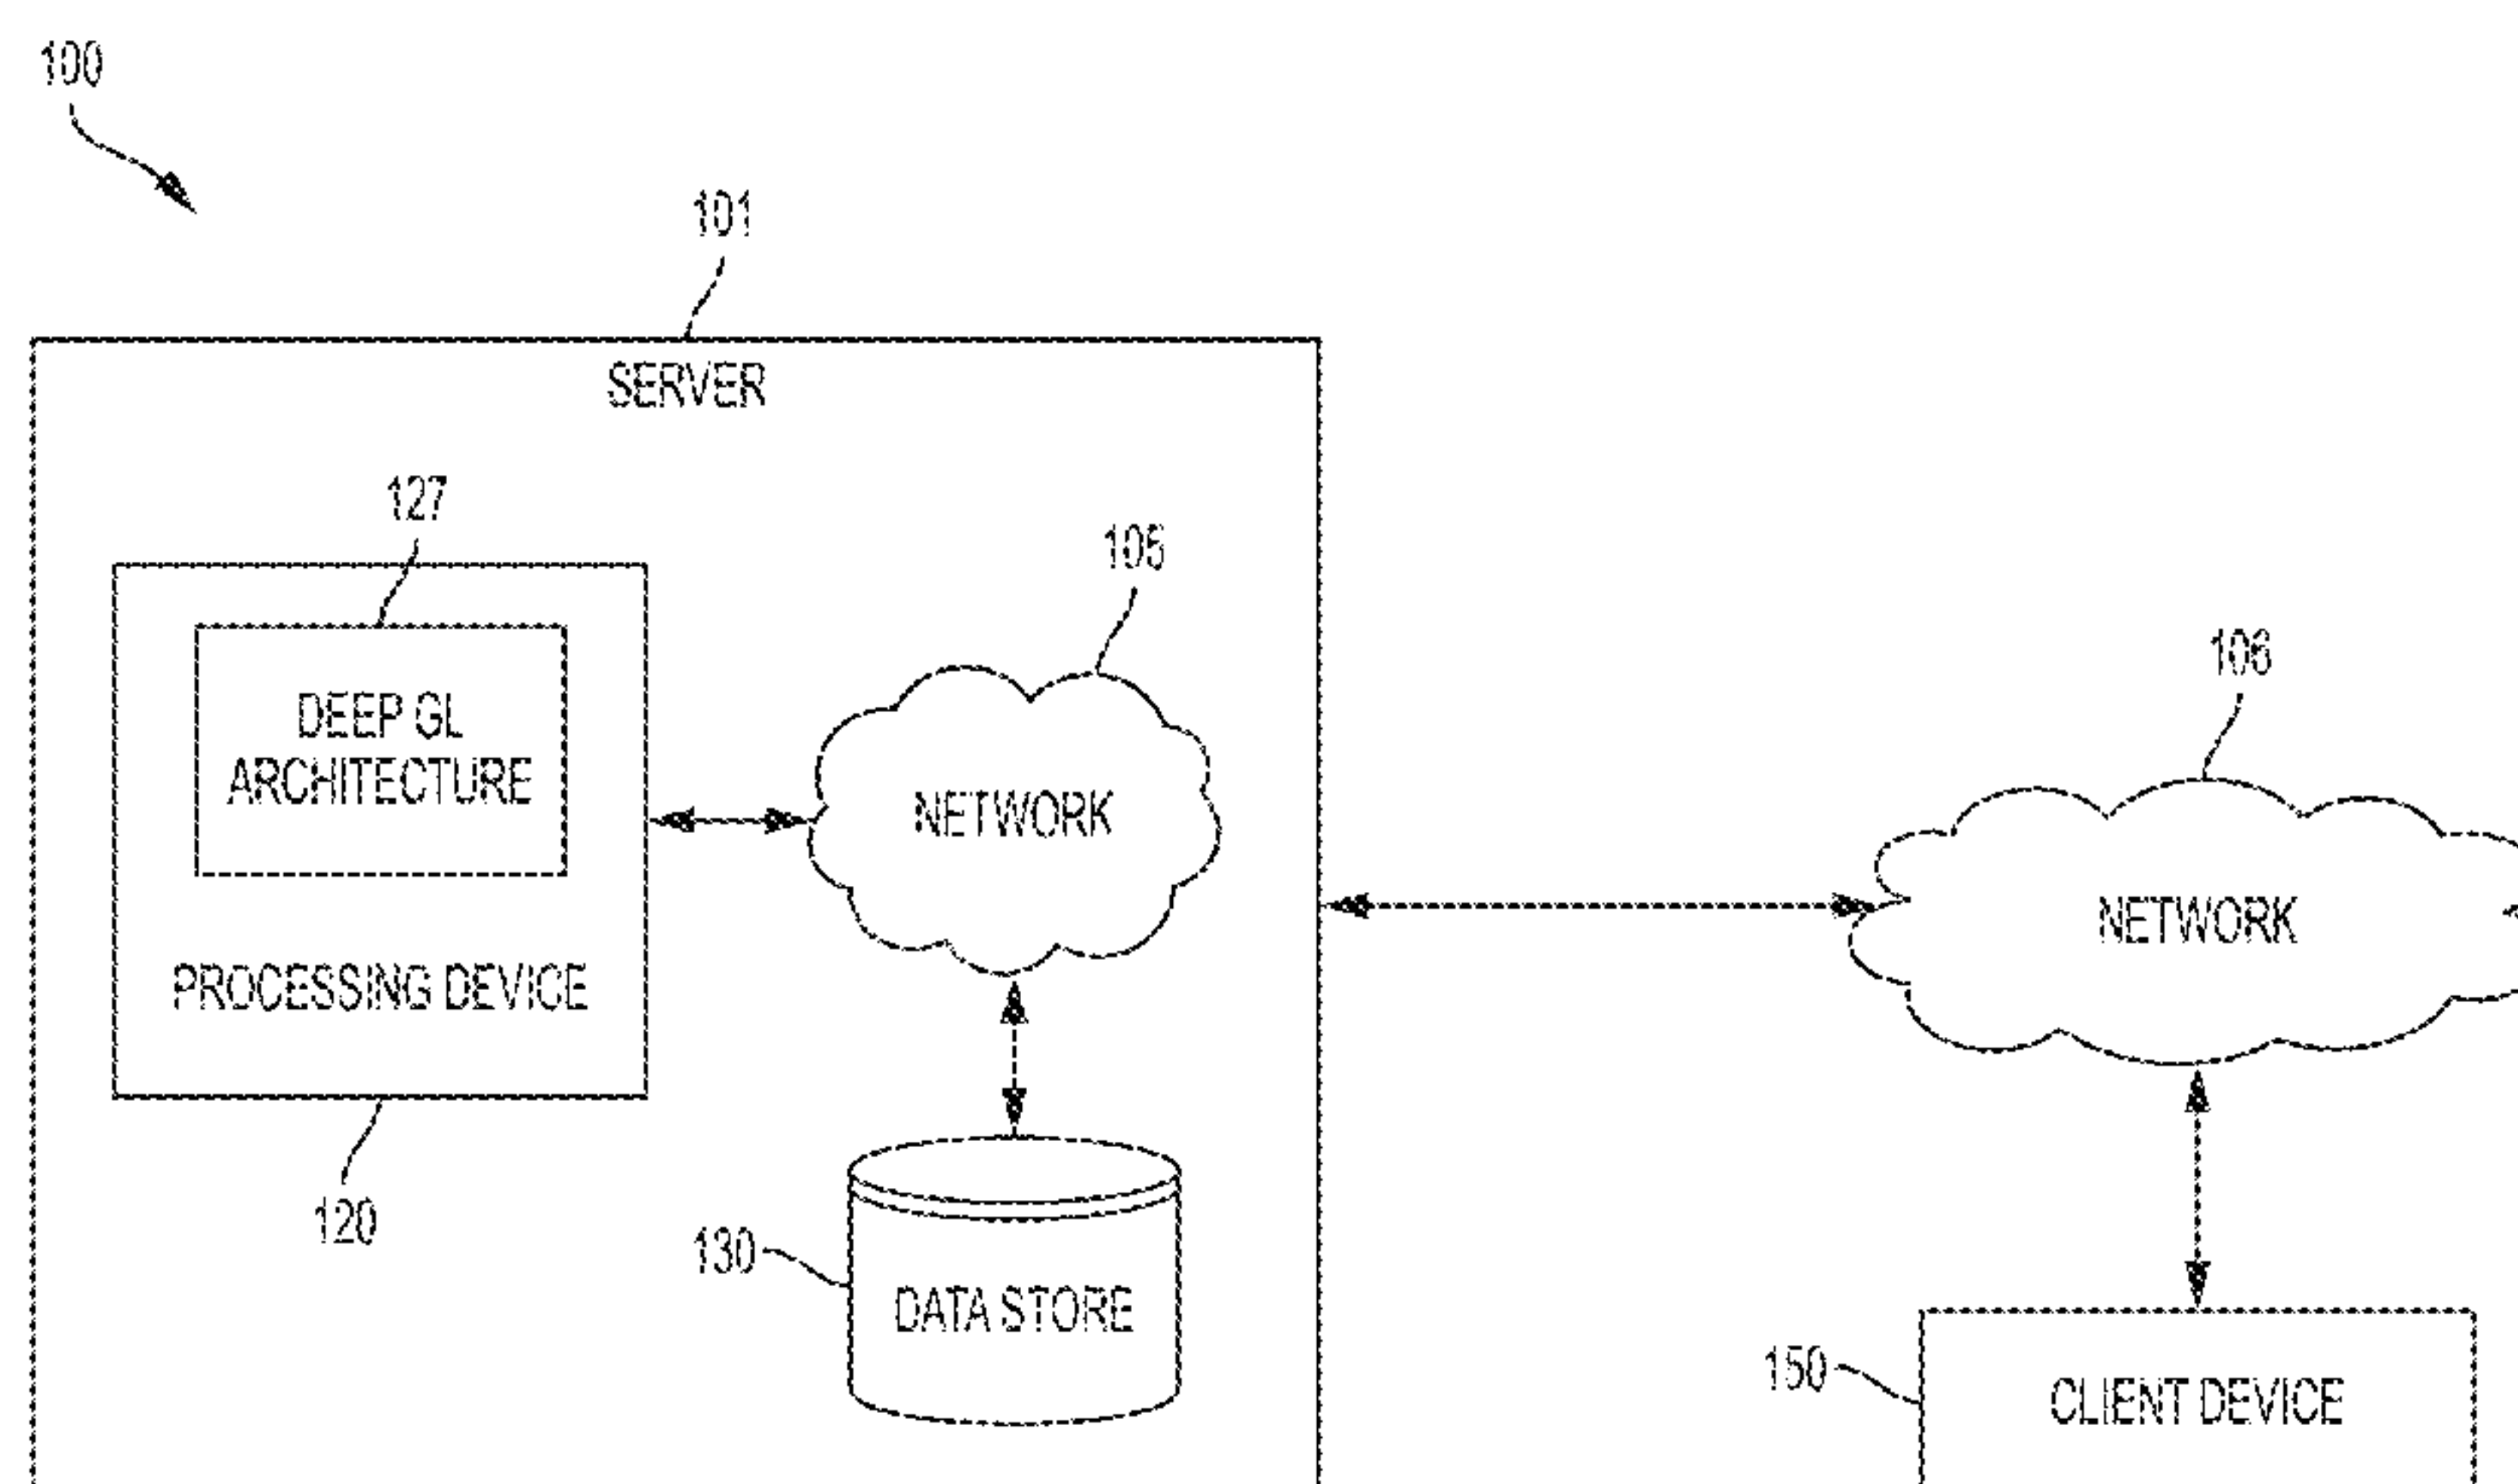 100
101
SERVER
127
105
106
DEEP GL
ARCHITECTURE
NETWORK
NETWORK
PROCESSING DEVICE
120
130
DATA STORE
150
CLIENT DEVICE